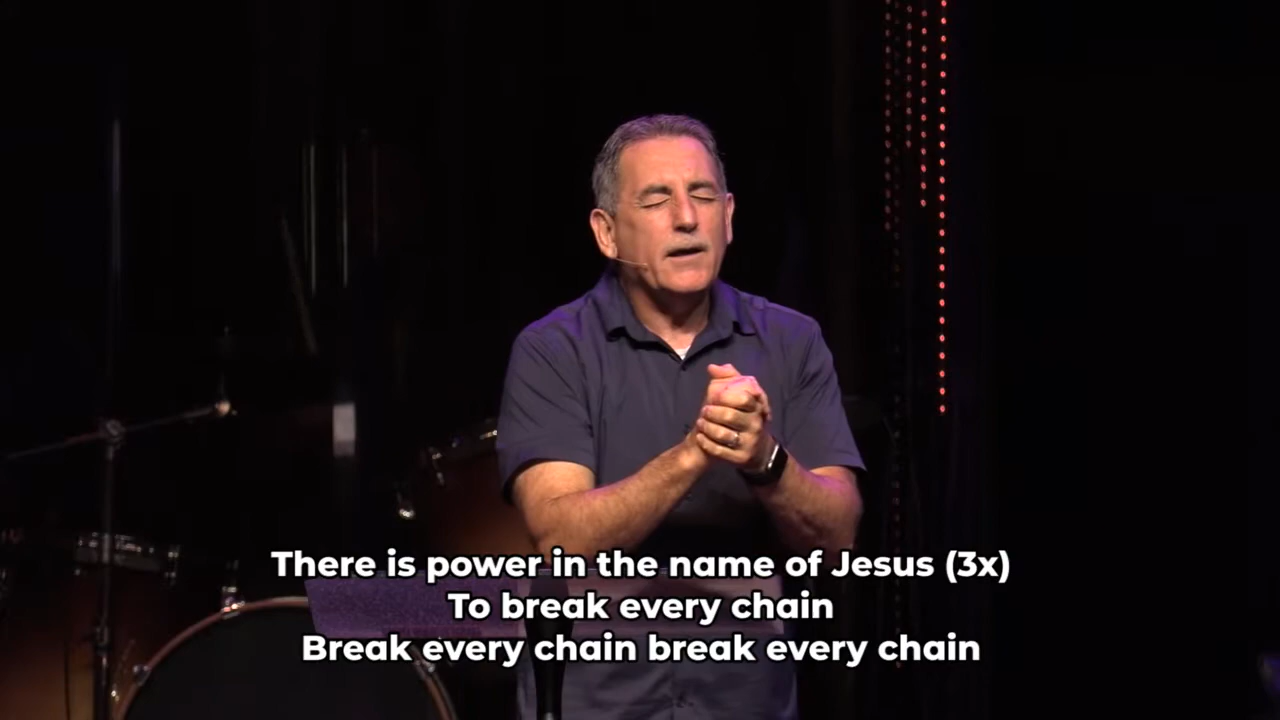 There is power in the name of Jesus (3x)
To break every chain
Break every chain break every chain